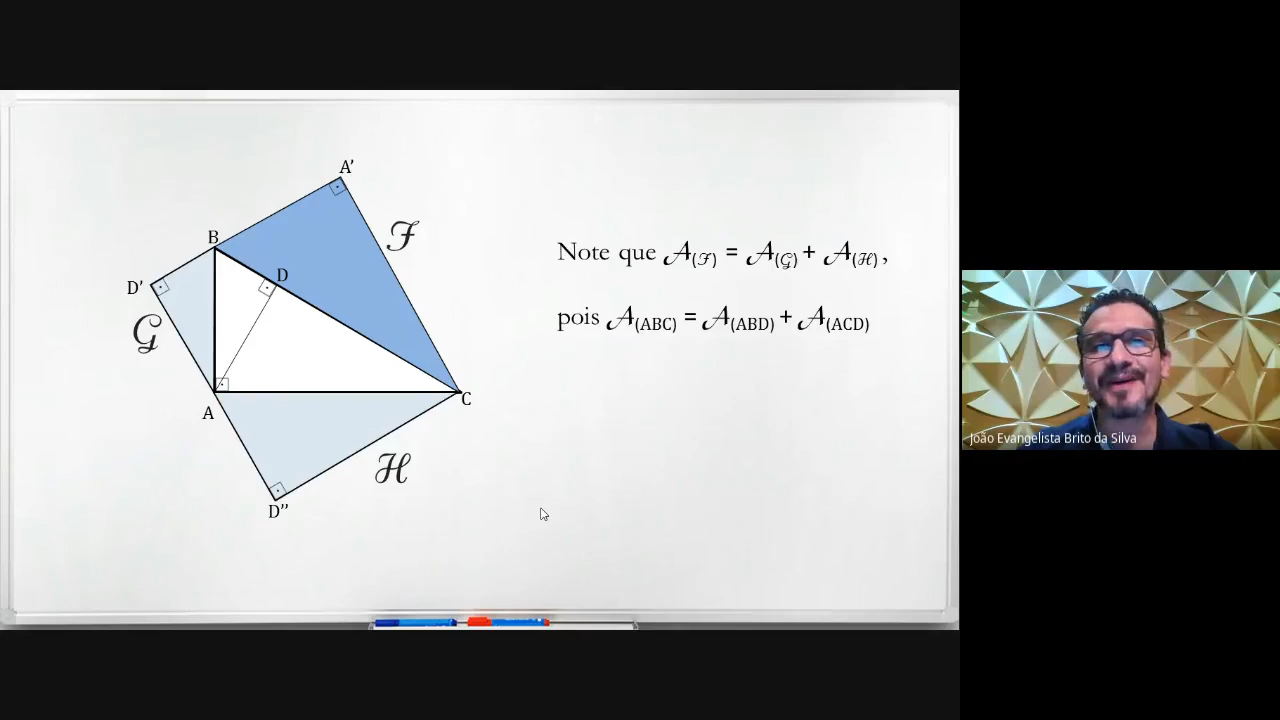 A’
ℱ
B
D
D’
𝒢
A
C
ℋ
D’’
Note que 𝒜(ℱ) = 𝒜(𝒢) + 𝒜(ℋ) ,
pois 𝒜(ABC) = 𝒜(ABD) + 𝒜(ACD)
João Evangelista Brito da Silva